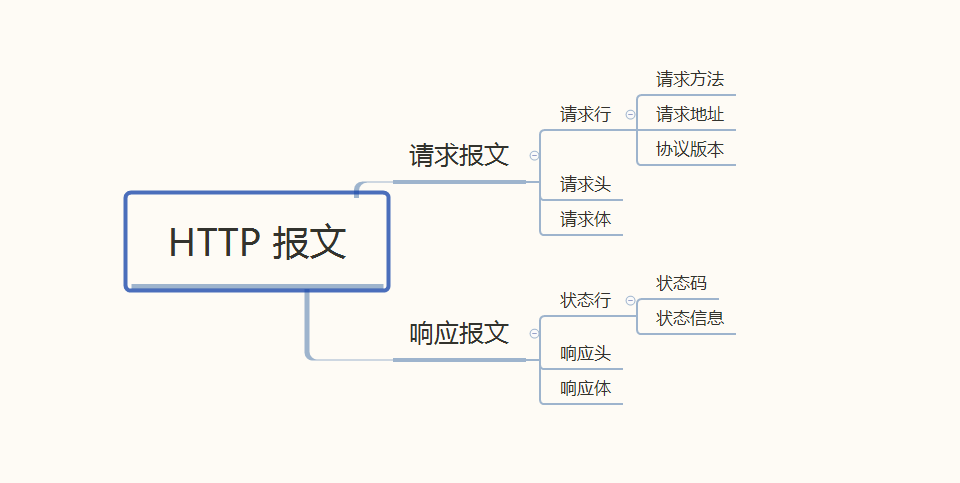 HTTP 报文
请求报文
请求行
请求方法
请求地址
协议版本
请求头
请求体
响应报文
状态行
状态码
状态信息
响应头
响应体